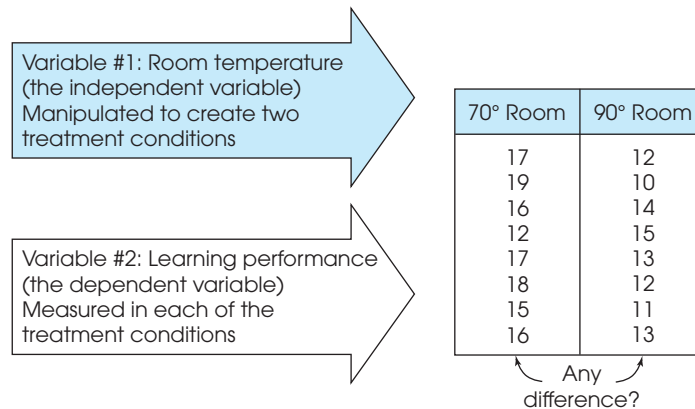 Variable #1: Room temperature
(the independent variable)
Manipulated to create two
treatment conditions
Variable #2: Learning performance
(the dependent variable)
Measured in each of the
treatment conditions
70° Room 90° Room
17 12
19 10
16 14
12 15
17 13
18 12
15 11
16 13
Any
difference?